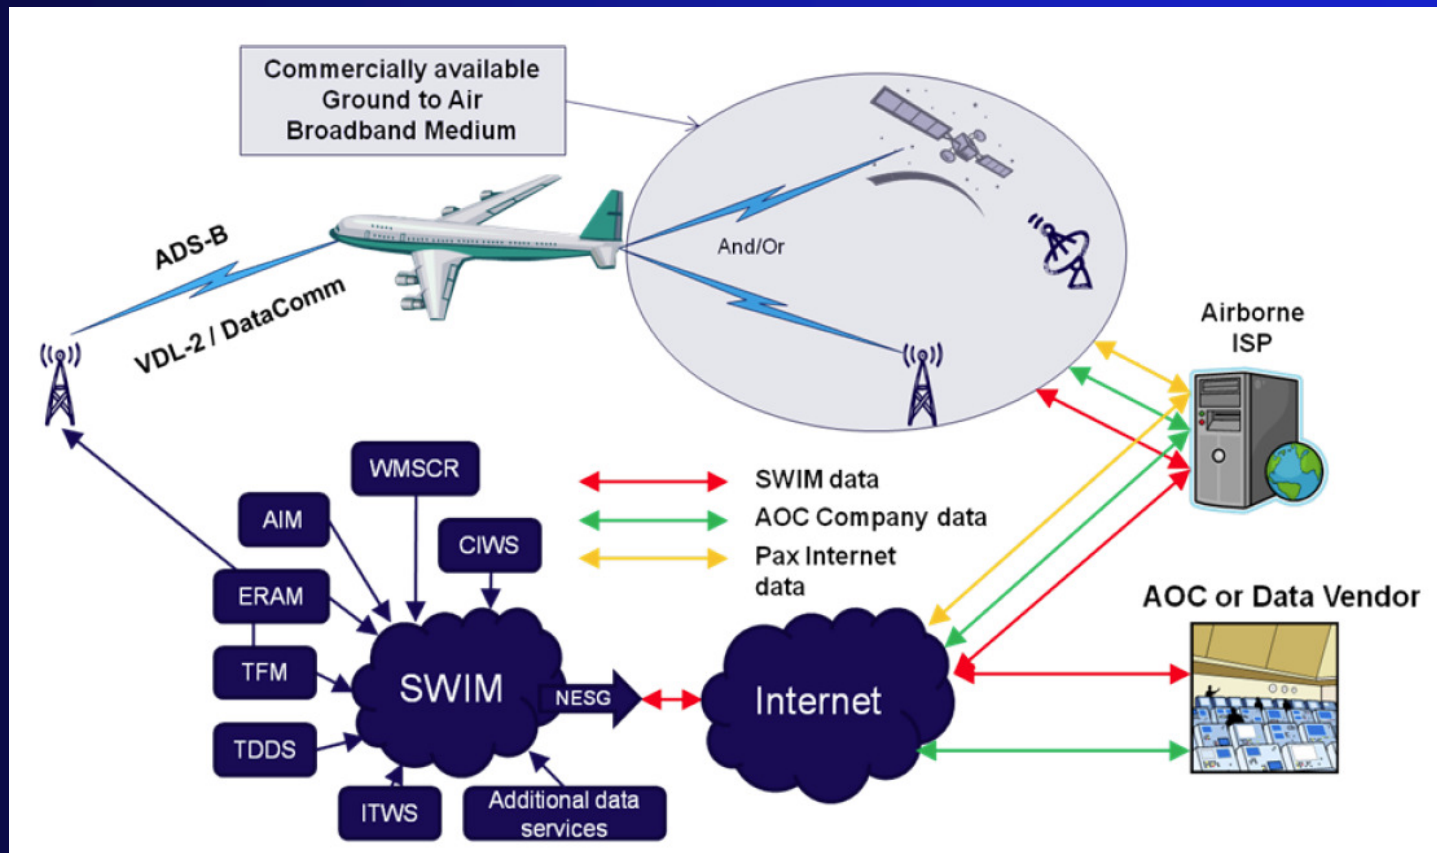 Commercially available
Ground to Air
Broadband Medium
ADS-B
VDL-2 / DataComm
And/Or
Airborne
ISP
WMSCR
AIM
CIWS
ERAM
TFM
TDDS
ITWS
Additional data
services
SWIM
NESG
Internet
SWIM data
AOC Company data
Pax Internet
data
AOC or Data Vendor